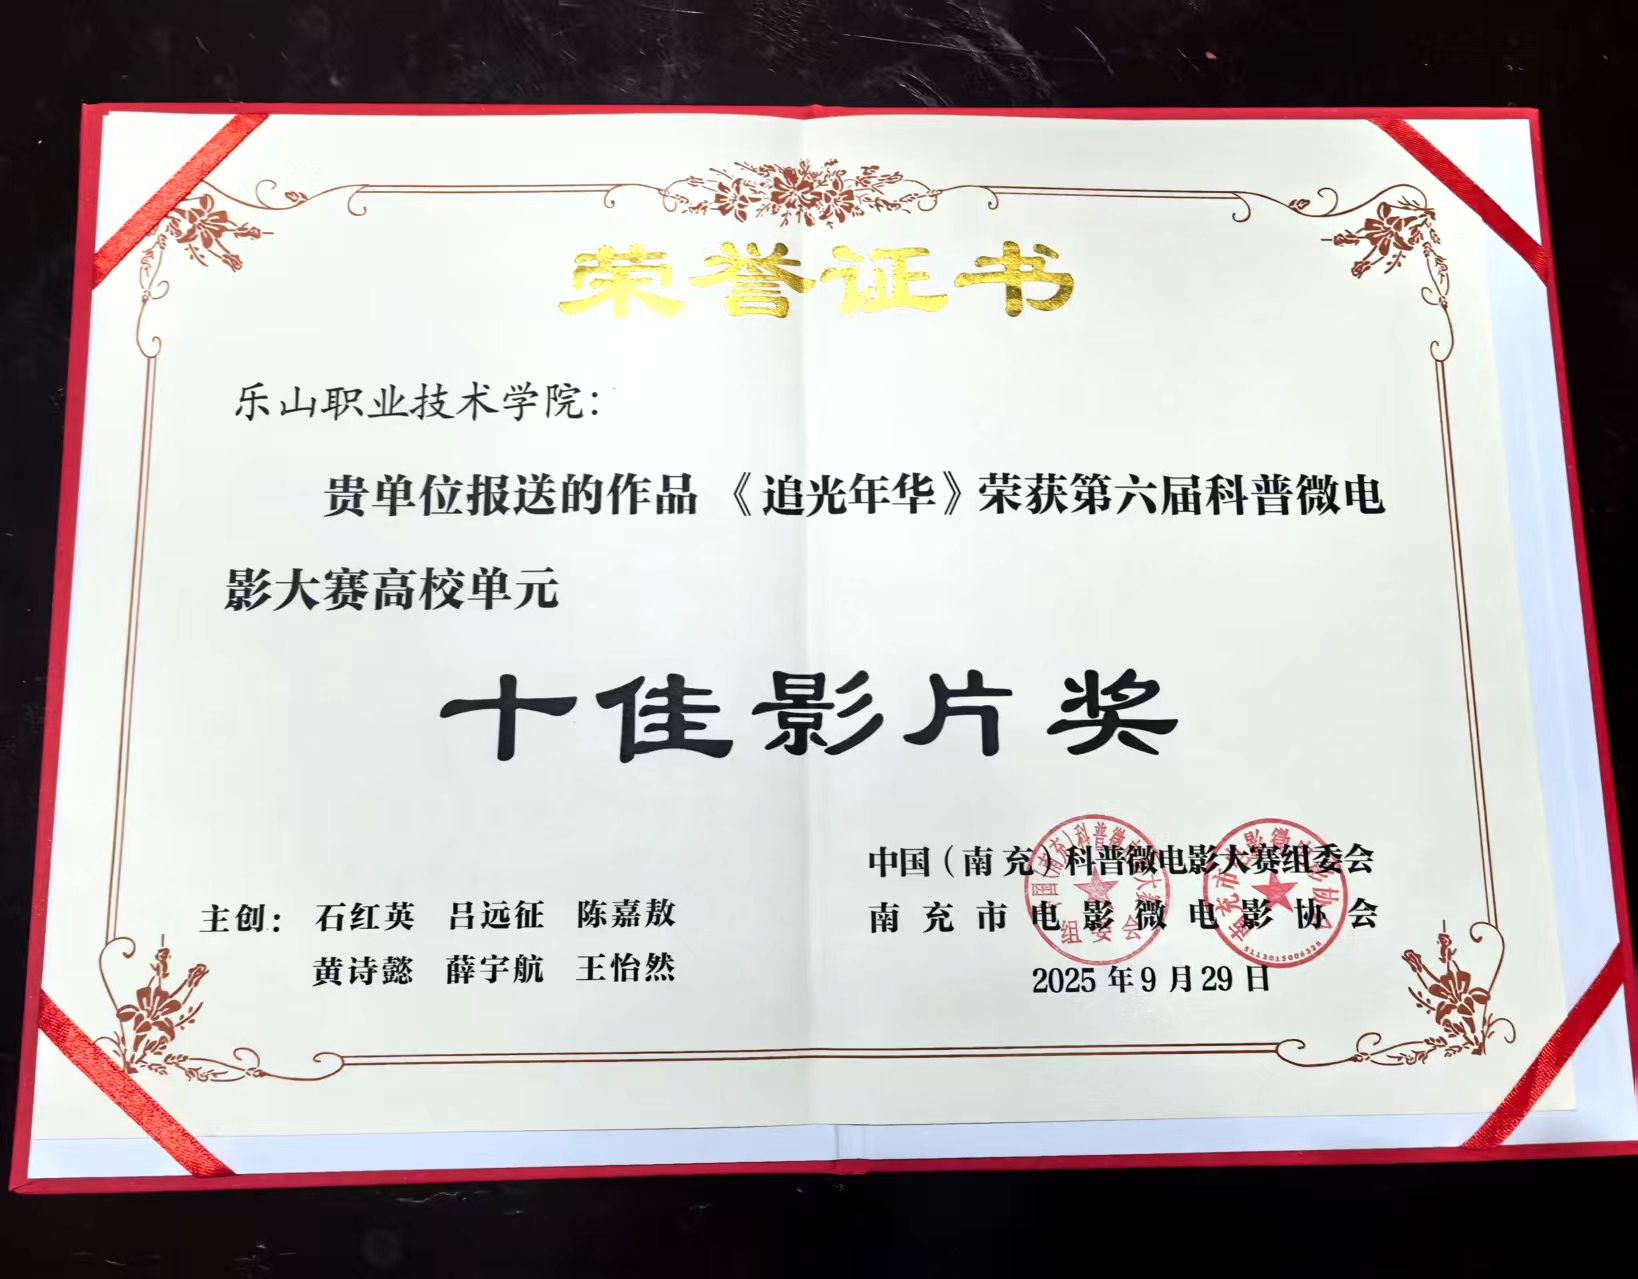 荣誉证书
乐山职业技术学院：
贵单位报送的作品《追光年华》荣获第六届科普微电
影大赛高校单元
十佳影片奖
中国（南充）科普微电影大赛组委会
南充市电影微电影协会
主创：石红英 吕远征 陈嘉敖
黄诗懿 薛宇航 王怡然
2025年9月29日
组委会